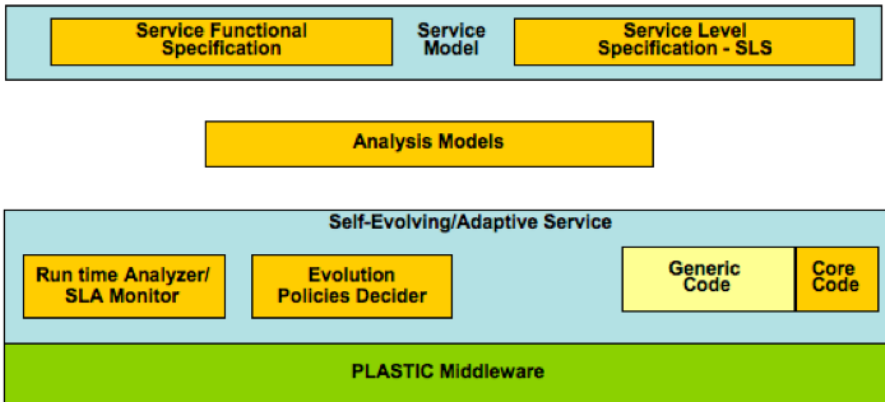 Service Functional
Specification
Service
Model
Service Level
Specification - SLS
Analysis Models
Self-Evolving/Adaptive Service
Run time Analyzer/
SLA Monitor
Evolution
Policies Decider
Generic
Code
Core
Code
PLASTIC Middleware